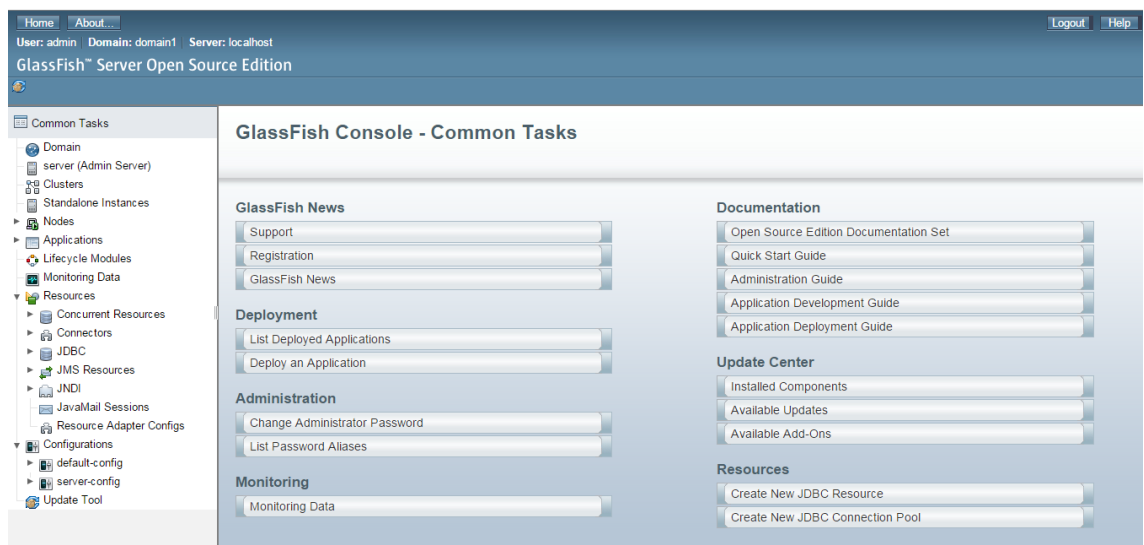 Home About... Logout Help
User: admin Domain: domain1 Server: localhost
GlassFish™ Server Open Source Edition
Common Tasks
Domain
server (Admin Server)
Clusters
Standalone Instances
Nodes
Applications
Lifecycle Modules
Monitoring Data
Resources
Concurrent Resources
Connectors
JDBC
JMS Resources
JNDI
JavaMail Sessions
Resource Adapter Configs
Configurations
default-config
server-config
Update Tool
GlassFish Console - Common Tasks
GlassFish News
Support
Registration
GlassFish News
Deployment
List Deployed Applications
Deploy an Application
Administration
Change Administrator Password
List Password Aliases
Monitoring
Monitoring Data
Documentation
Open Source Edition Documentation Set
Quick Start Guide
Administration Guide
Application Development Guide
Application Deployment Guide
Update Center
Installed Components
Available Updates
Available Add-Ons
Resources
Create New JDBC Resource
Create New JDBC Connection Pool